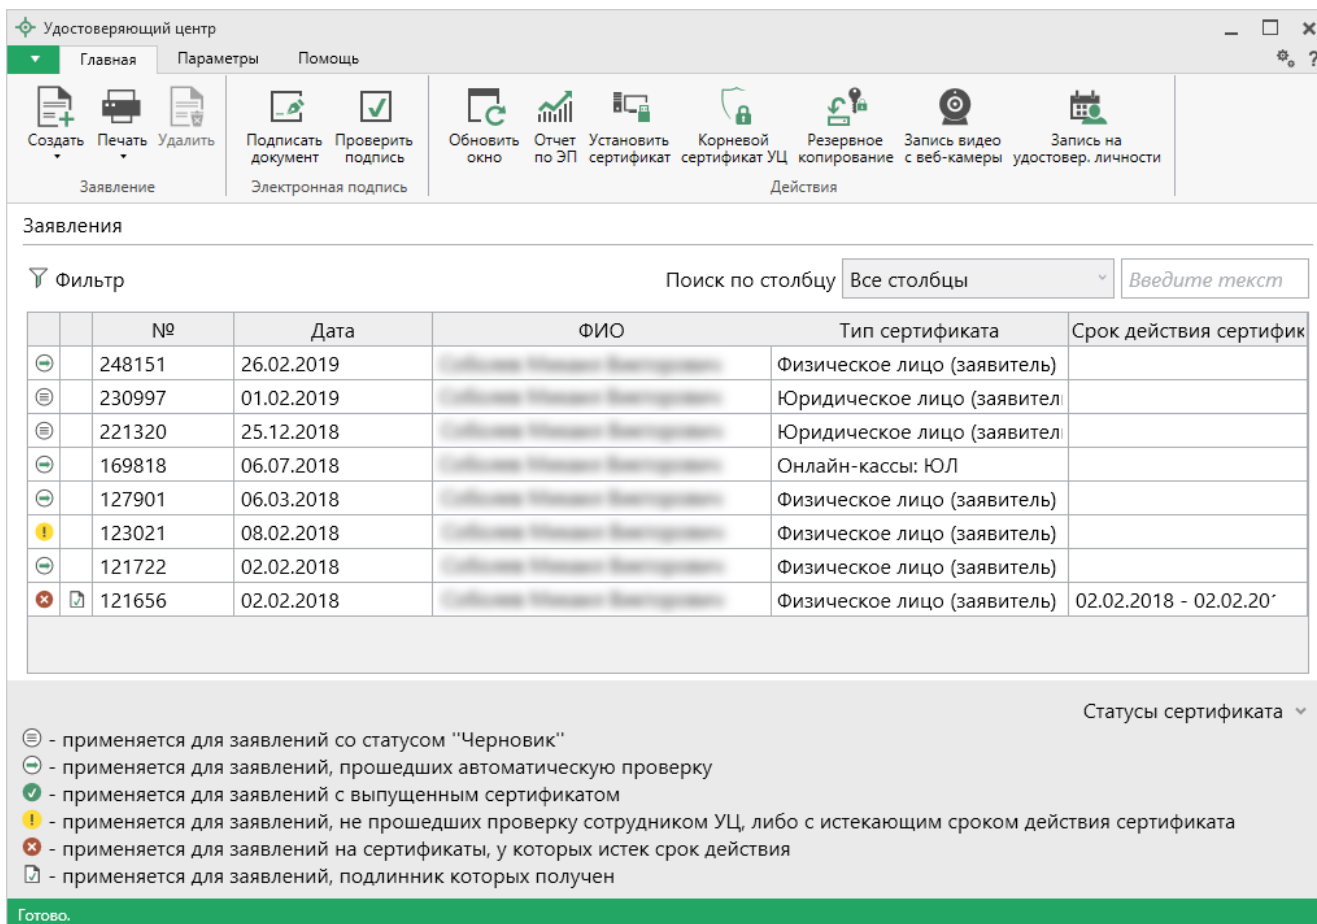 Удостоверяющий центр
Главная Параметры Помощь
Создать Печать Удалить Подписать документ Проверить подпись Обновить окно Отчет по ЭП Установить сертификат Корневой сертификат УЦ Резервное копирование Запись видео с веб-камеры Запись на удостовер. личности
Заявление Электронная подпись Действия
Заявления
Фильтр Поиск по столбцу Все столбцы Введите текст
№ Дата ФИО Тип сертификата Срок действия сертифик
248151 26.02.2019 Физическое лицо (заявитель)
230997 01.02.2019 Юридическое лицо (заявител
221320 25.12.2018 Юридическое лицо (заявител
169818 06.07.2018 Онлайн-кассы: ЮЛ
127901 06.03.2018 Физическое лицо (заявитель)
123021 08.02.2018 Физическое лицо (заявитель)
121722 02.02.2018 Физическое лицо (заявитель)
121656 02.02.2018 Физическое лицо (заявитель) 02.02.2018 - 02.02.20
Статусы сертификата
- применяется для заявлений со статусом "Черновик"
- применяется для заявлений, прошедших автоматическую проверку
- применяется для заявлений с выпущенным сертификатом
- применяется для заявлений, не прошедших проверку сотрудником УЦ, либо с истекающим сроком действия сертификата
- применяется для заявлений на сертификаты, у которых истек срок действия
- применяется для заявлений, подлинник которых получен
Готово.